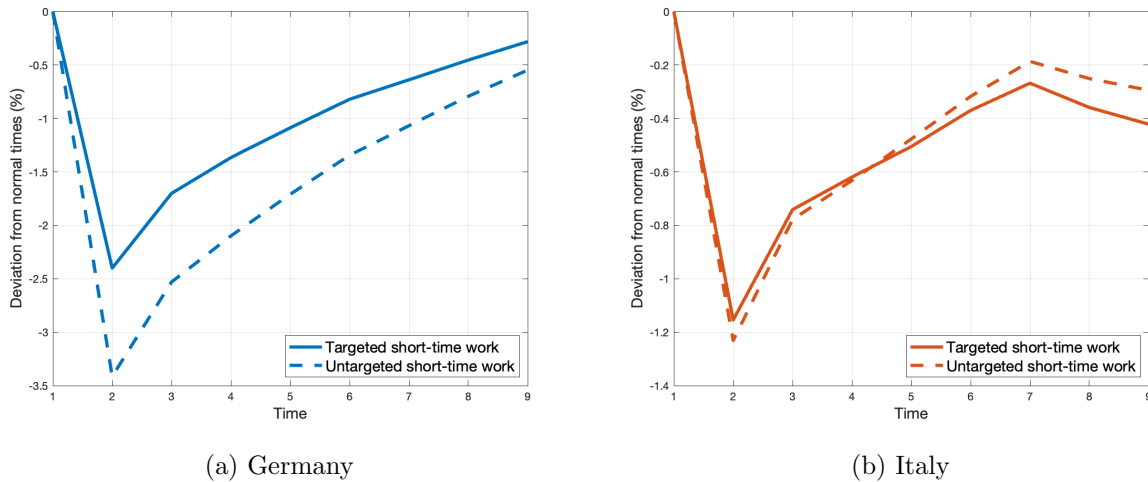 0
-0.5
-1
-1.5
-2
-2.5
-3
-3.5
Deviation from normal times (%)
1 2 3 4 5 6 7 8 9
Time
Targeted short-time work
Untargeted short-time work
(a) Germany
0
-0.2
-0.4
-0.6
-0.8
-1
-1.2
-1.4
Deviation from normal times (%)
1 2 3 4 5 6 7 8 9
Time
Targeted short-time work
Untargeted short-time work
(b) Italy